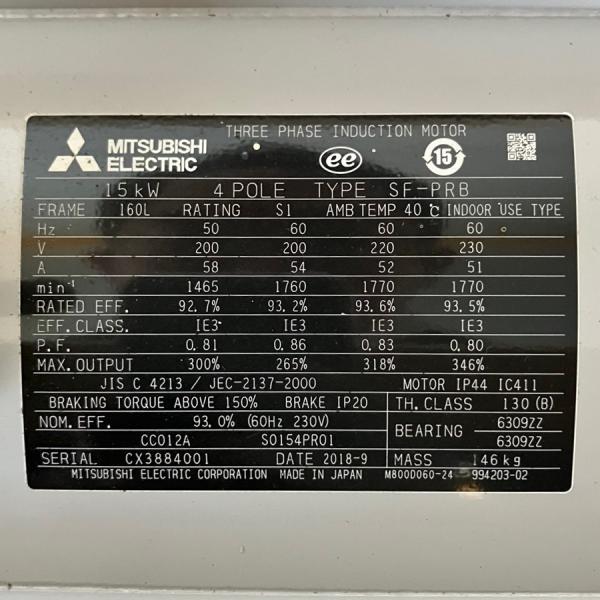 MITSUBISHI ELECTRIC
THREE PHASE INDUCTION MOTOR
ee
15
15kW 4 POLE TYPE SF-PRB
FRAME 160L RATING S1 AMB TEMP 40℃ INDOOR USE TYPE
Hz 50 60 60 60
V 200 200 220 230
A 58 54 52 51
min⁻¹ 1465 1760 1770 1770
RATED EFF. 92.7% 93.2% 93.6% 93.5%
EFF.CLASS. IE3 IE3 IE3 IE3
P.F. 0.81 0.86 0.83 0.80
MAX.OUTPUT 300% 265% 318% 346%
JIS C 4213 / JEC-2137-2000 MOTOR IP44 IC411
BRAKING TORQUE ABOVE 150% BRAKE IP20 TH.CLASS 130(B)
NOM.EFF. 93.0% (60Hz 230V) BEARING 6309ZZ
CC012A S0154PR01 6309ZZ
SERIAL CX3884001 DATE 2018-9 MASS 146kg
MITSUBISHI ELECTRIC CORPORATION MADE IN JAPAN M8000060-24 994203-02